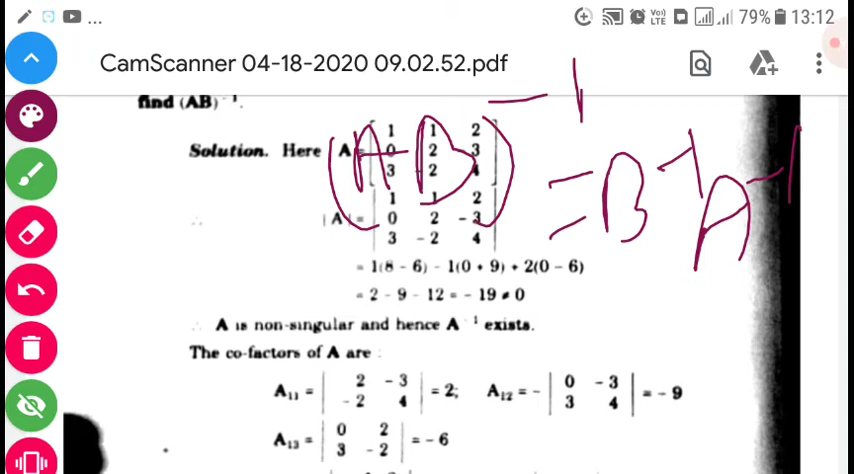 ... Vo)) LTE 79% 13:12
CamScanner 04-18-2020 09.02.52.pdf
find (AB)⁻¹.
(AB)⁻¹ = B⁻¹A⁻¹
Solution. Here A
1 1 2
0 2 3
3 2 4
∴ | A | = | 1 1 2 |
| 0 2 - 3 |
| 3 - 2 4 |
= 1(8 - 6) - 1(0 + 9) + 2(0 - 6)
= 2 - 9 - 12 = - 19 ≠ 0
∴ A is non-singular and hence A⁻¹ exists.
The co-factors of A are :
A₁₁ = | 2 - 3 | = 2; A₁₂ = - | 0 - 3 | = - 9
| - 2 4 | | 3 4 |
A₁₃ = | 0 2 | = - 6
| 3 - 2 |